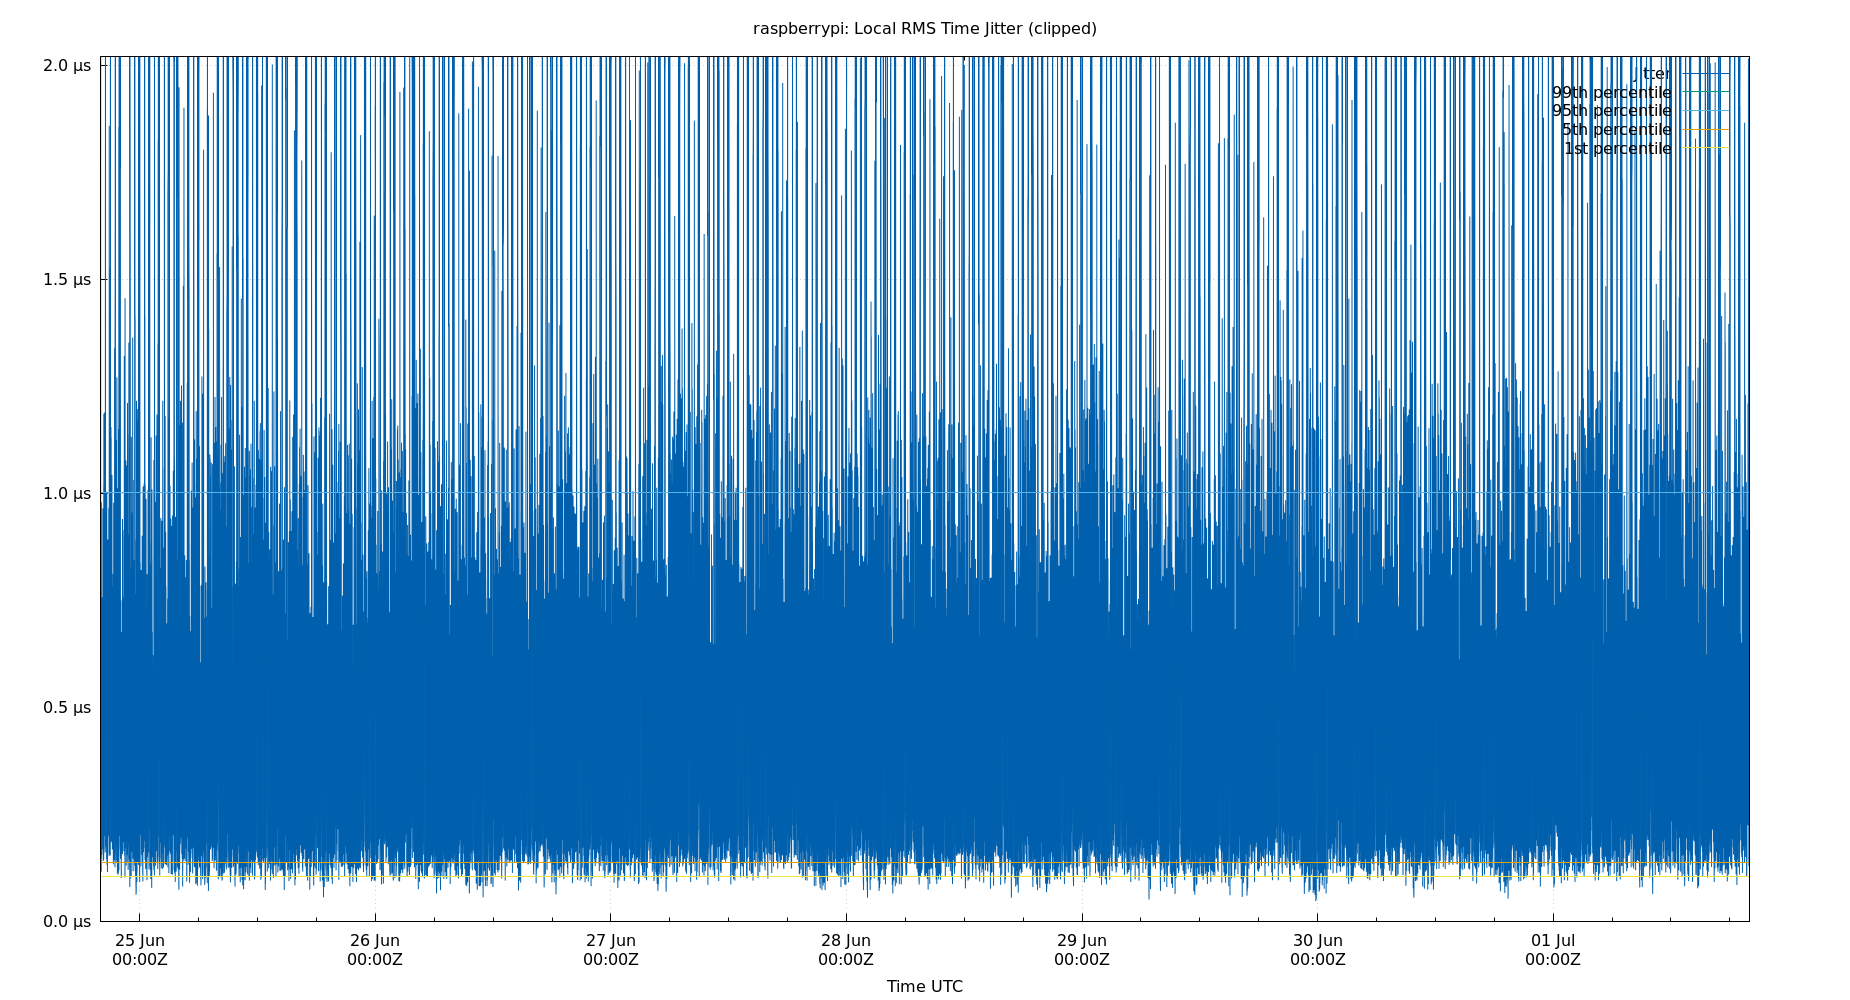 raspberrypi: Local RMS Time Jitter (clipped)
2.0 µs
1.5 µs
1.0 µs
0.5 µs
0.0 µs
jitter
99th percentile
95th percentile
5th percentile
1st percentile
25 Jun
00:00Z
26 Jun
00:00Z
27 Jun
00:00Z
28 Jun
00:00Z
29 Jun
00:00Z
30 Jun
00:00Z
01 Jul
00:00Z
Time UTC